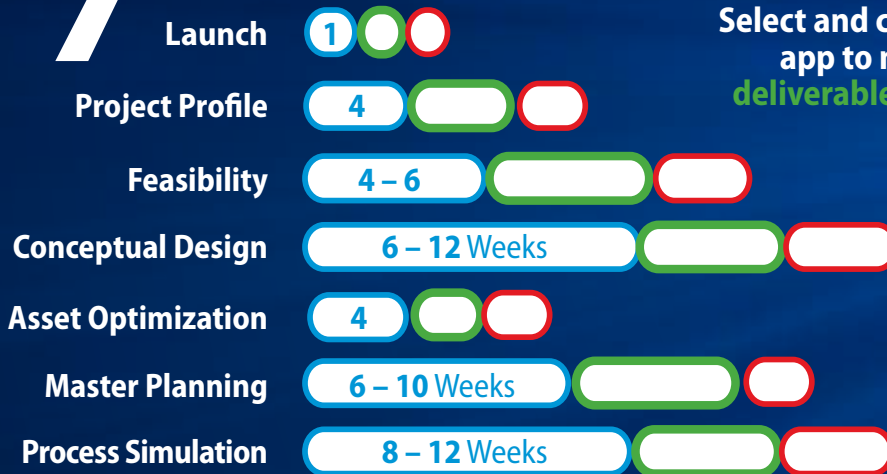 Launch 1
Select and
app to
deliverable
Project Profile 4
Feasibility 4 – 6
Conceptual Design 6 – 12 Weeks
Asset Optimization 4
Master Planning 6 – 10 Weeks
Process Simulation 8 – 12 Weeks